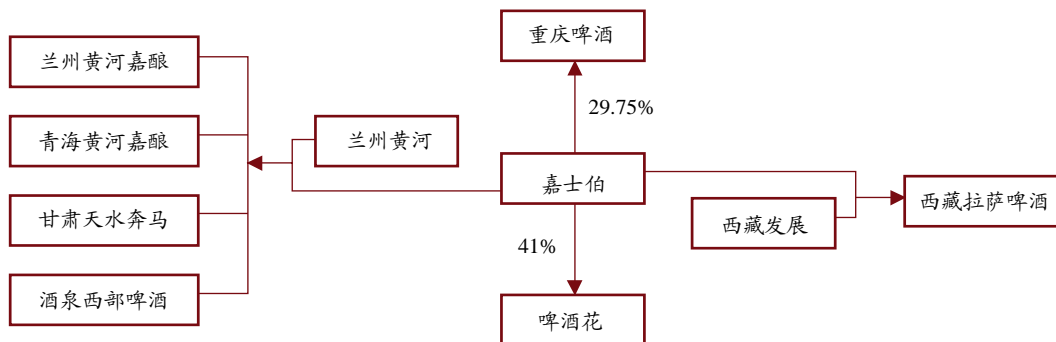 重庆啤酒
兰州黄河嘉酿
29.75%
青海黄河嘉酿
兰州黄河
嘉士伯
西藏拉萨啤酒
甘肃天水奔马
西藏发展
41%
酒泉西部啤酒
啤酒花